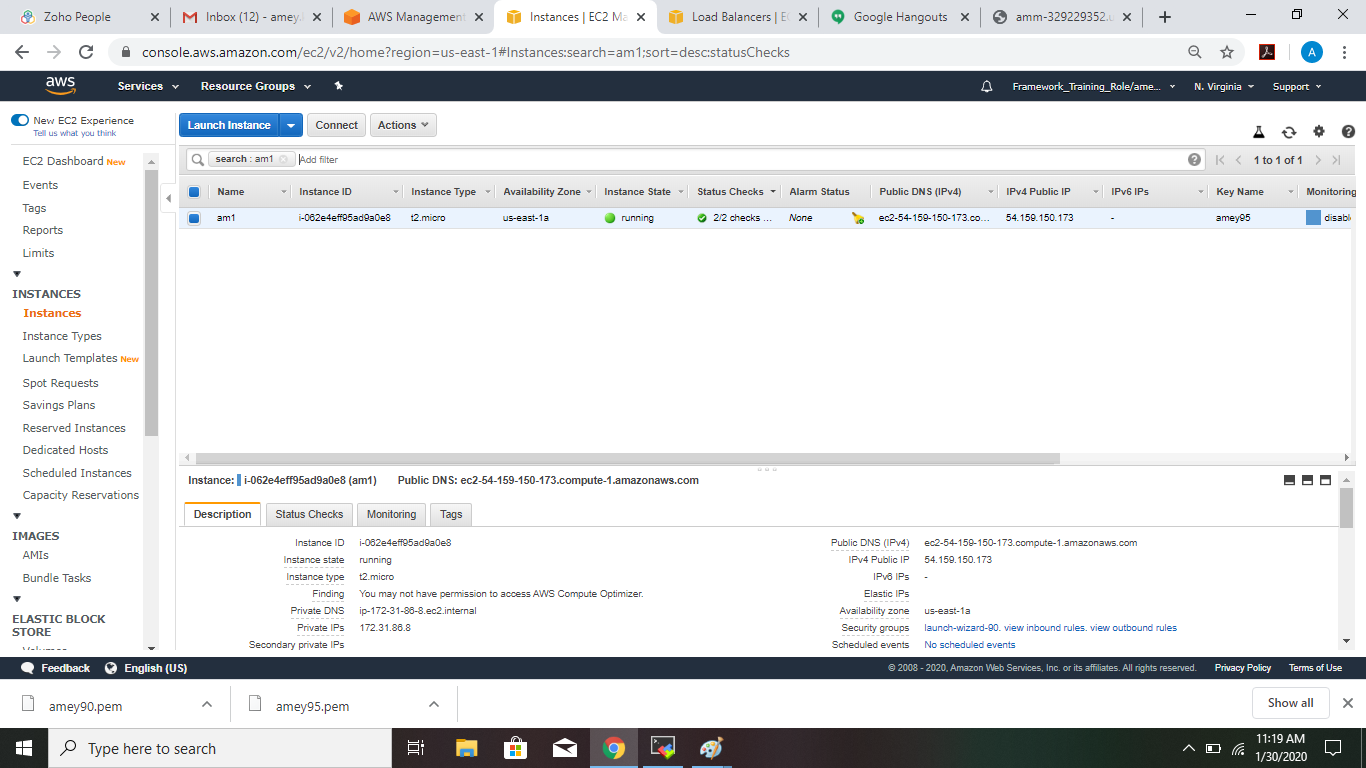 Zoho People
Inbox (12) - amey.
AWS Management
Instances | EC2 Ma
Load Balancers | EC
Google Hangouts
amm-329229352.u
console.aws.amazon.com/ec2/v2/home?region=us-east-1#Instances:search=am1;sort=desc:statusChecks
A
aws Services Resource Groups Framework_Training_Role/ame... N. Virginia Support
New EC2 Experience
Tell us what you think
EC2 Dashboard New
Events
Tags
Reports
Limits
INSTANCES
Instances
Instance Types
Launch Templates New
Spot Requests
Savings Plans
Reserved Instances
Dedicated Hosts
Scheduled Instances
Capacity Reservations
IMAGES
AMIs
Bundle Tasks
ELASTIC BLOCK
STORE
Volumes
Launch Instance Connect Actions
search : am1 Add filter 1 to 1 of 1
Name Instance ID Instance Type Availability Zone Instance State Status Checks Alarm Status Public DNS (IPv4) IPv4 Public IP IPv6 IPs Key Name Monitoring
am1 i-062e4eff95ad9a0e8 t2.micro us-east-1a running 2/2 checks ... None ec2-54-159-150-173.co... 54.159.150.173 - amey95 disabl
Instance: i-062e4eff95ad9a0e8 (am1) Public DNS: ec2-54-159-150-173.compute-1.amazonaws.com
Description Status Checks Monitoring Tags
Instance ID i-062e4eff95ad9a0e8 Public DNS (IPv4) ec2-54-159-150-173.compute-1.amazonaws.com
Instance state running IPv4 Public IP 54.159.150.173
Instance type t2.micro IPv6 IPs -
Finding You may not have permission to access AWS Compute Optimizer. Elastic IPs
Private DNS ip-172-31-86-8.ec2.internal Availability zone us-east-1a
Private IPs 172.31.86.8 Security groups launch-wizard-90. view inbound rules. view outbound rules
Secondary private IPs Scheduled events No scheduled events
Feedback English (US) © 2008 - 2020, Amazon Web Services, Inc. or its affiliates. All rights reserved. Privacy Policy Terms of Use
amey90.pem amey95.pem Show all
Type here to search
11:19 AM
1/30/2020